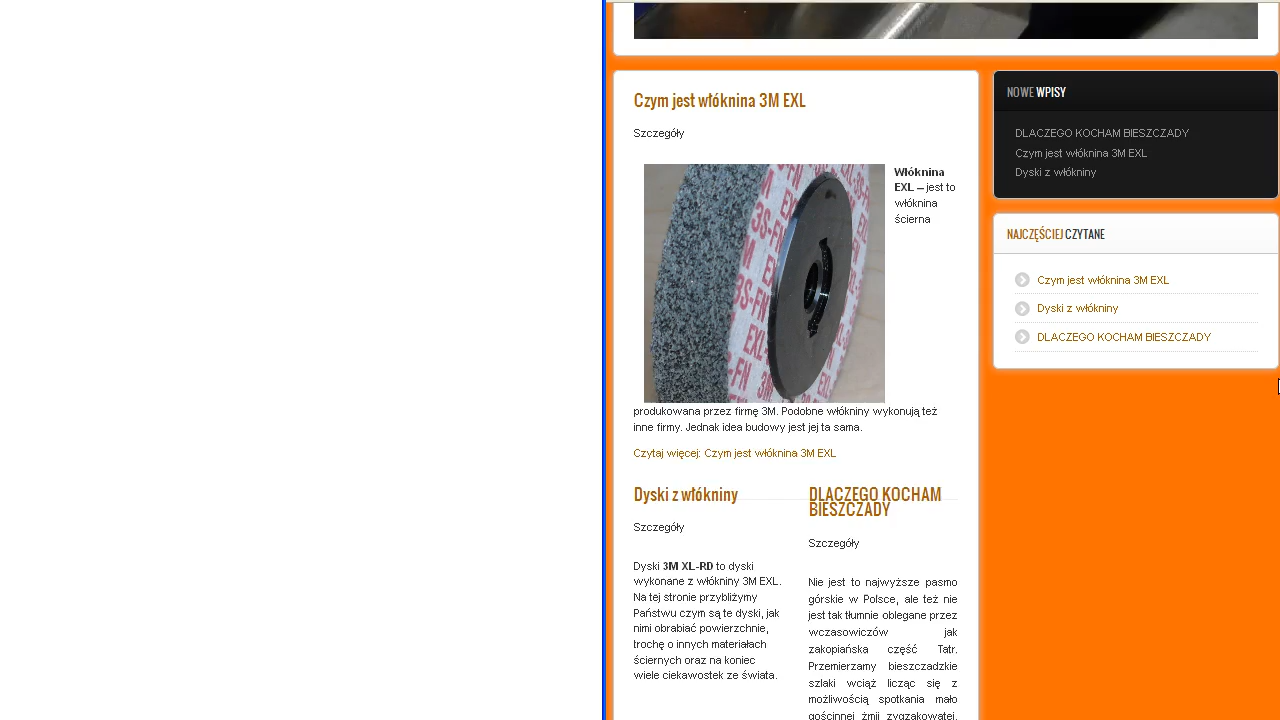 Czym jest włóknina 3M EXL
Szczegóły
Włóknina
EXL – jest to
włóknina
ścierna
produkowana przez firmę 3M. Podobne włókniny wykonują też
inne firmy. Jednak idea budowy jest jej ta sama.
Czytaj więcej: Czym jest włóknina 3M EXL
Dyski z włókniny
Szczegóły
Dyski 3M XL-RD to dyski
wykonane z włókniny 3M EXL.
Na tej stronie przybliżymy
Państwu czym są te dyski, jak
nimi obrabiać powierzchnie,
trochę o innych materiałach
ściernych oraz na koniec
wiele ciekawostek ze świata.
DLACZEGO KOCHAM
BIESZCZADY
Szczegóły
Nie jest to najwyższe pasmo
górskie w Polsce, ale też nie
jest tak tłumnie oblegane przez
wczasowiczów jak
zakopiańska część Tatr.
Przemierzamy bieszczadzkie
szlaki wciąż licząc się z
możliwością spotkania mało
gościnnej żmii zygzakowatej.
NOWE WPISY
DLACZEGO KOCHAM BIESZCZADY
Czym jest włóknina 3M EXL
Dyski z włókniny
NAJCZĘŚCIEJ CZYTANE
Czym jest włóknina 3M EXL
Dyski z włókniny
DLACZEGO KOCHAM BIESZCZADY